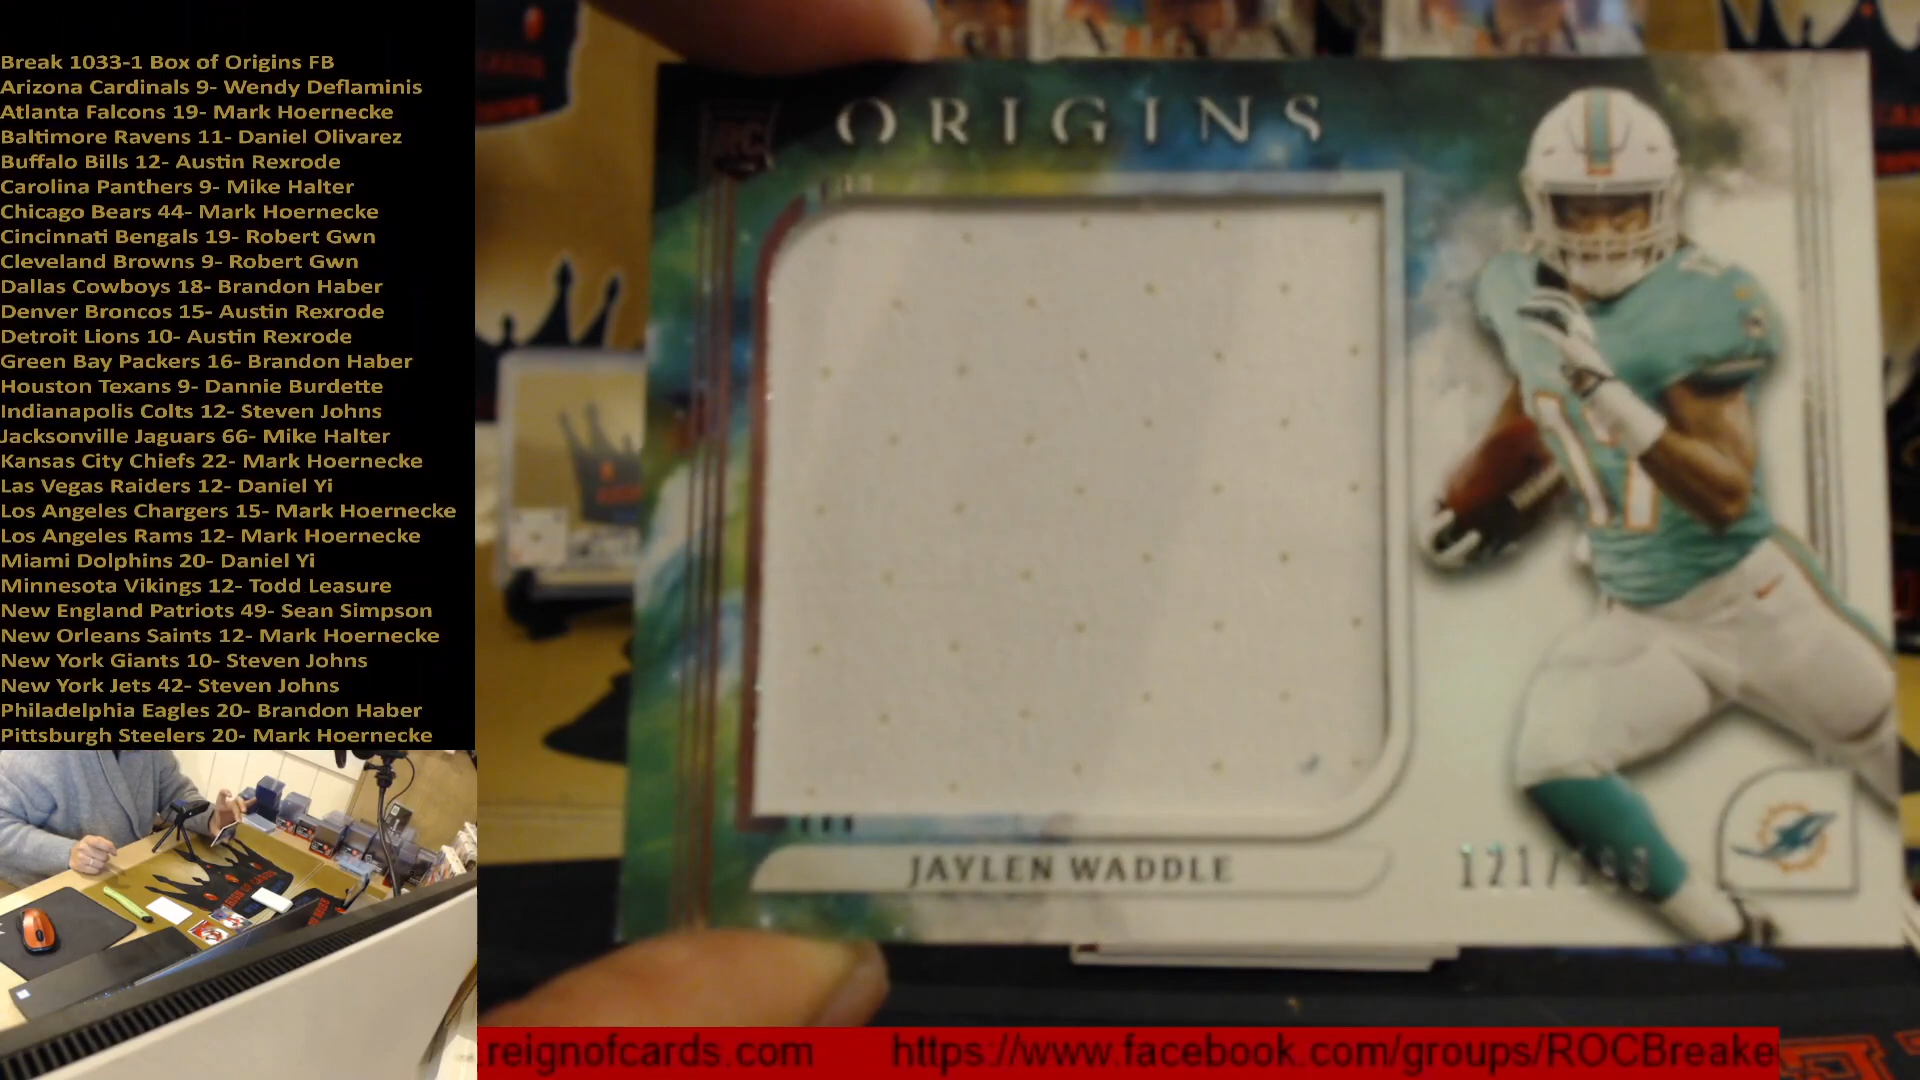 Break 1033-1 Box of Origins FB
Arizona Cardinals 9- Wendy Deflaminis
Atlanta Falcons 19- Mark Hoernecke
Baltimore Ravens 11- Daniel Olivarez
Buffalo Bills 12- Austin Rexrode
Carolina Panthers 9- Mike Halter
Chicago Bears 44- Mark Hoernecke
Cincinnati Bengals 19- Robert Gwn
Cleveland Browns 9- Robert Gwn
Dallas Cowboys 18- Brandon Haber
Denver Broncos 15- Austin Rexrode
Detroit Lions 10- Austin Rexrode
Green Bay Packers 16- Brandon Haber
Houston Texans 9- Dannie Burdette
Indianapolis Colts 12- Steven Johns
Jacksonville Jaguars 66- Mike Halter
Kansas City Chiefs 22- Mark Hoernecke
Las Vegas Raiders 12- Daniel Yi
Los Angeles Chargers 15- Mark Hoernecke
Los Angeles Rams 12- Mark Hoernecke
Miami Dolphins 20- Daniel Yi
Minnesota Vikings 12- Todd Leasure
New England Patriots 49- Sean Simpson
New Orleans Saints 12- Mark Hoernecke
New York Giants 10- Steven Johns
New York Jets 42- Steven Johns
Philadelphia Eagles 20- Brandon Haber
Pittsburgh Steelers 20- Mark Hoernecke
ORIGINS
RC
17
JAYLEN WADDLE
.reignofcards.com https://www.facebook.com/groups/ROCBreake